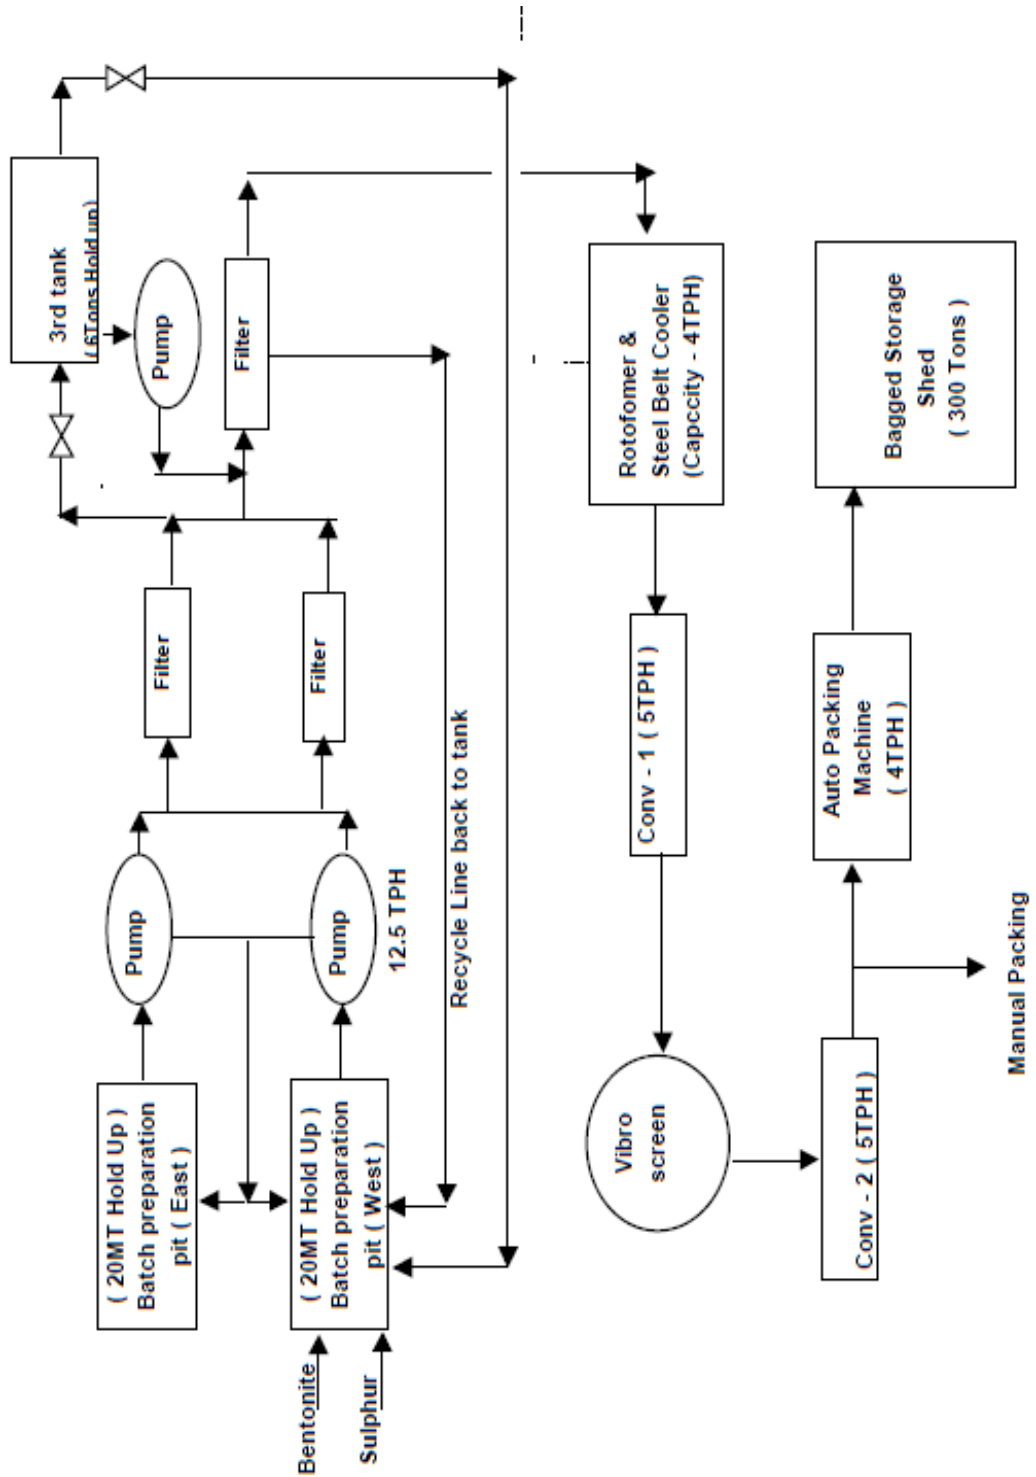 Bentonite
Sulphur
( 20MT Hold Up )
Batch preparation
pit ( East )
( 20MT Hold Up )
Batch preparation
pit ( West )
Pump
Pump
12.5 TPH
Recycle Line back to tank
Filter
Filter
3rd tank
( 6Tons Hold up)
Pump
Filter
Rotofomer &
Steel Belt Cooler
(Capccity - 4TPH)
Conv - 1 ( 5TPH )
Vibro
screen
Conv - 2 ( 5TPH )
Manual Packing
Auto Packing
Machine
( 4TPH )
Bagged Storage
Shed
( 300 Tons )